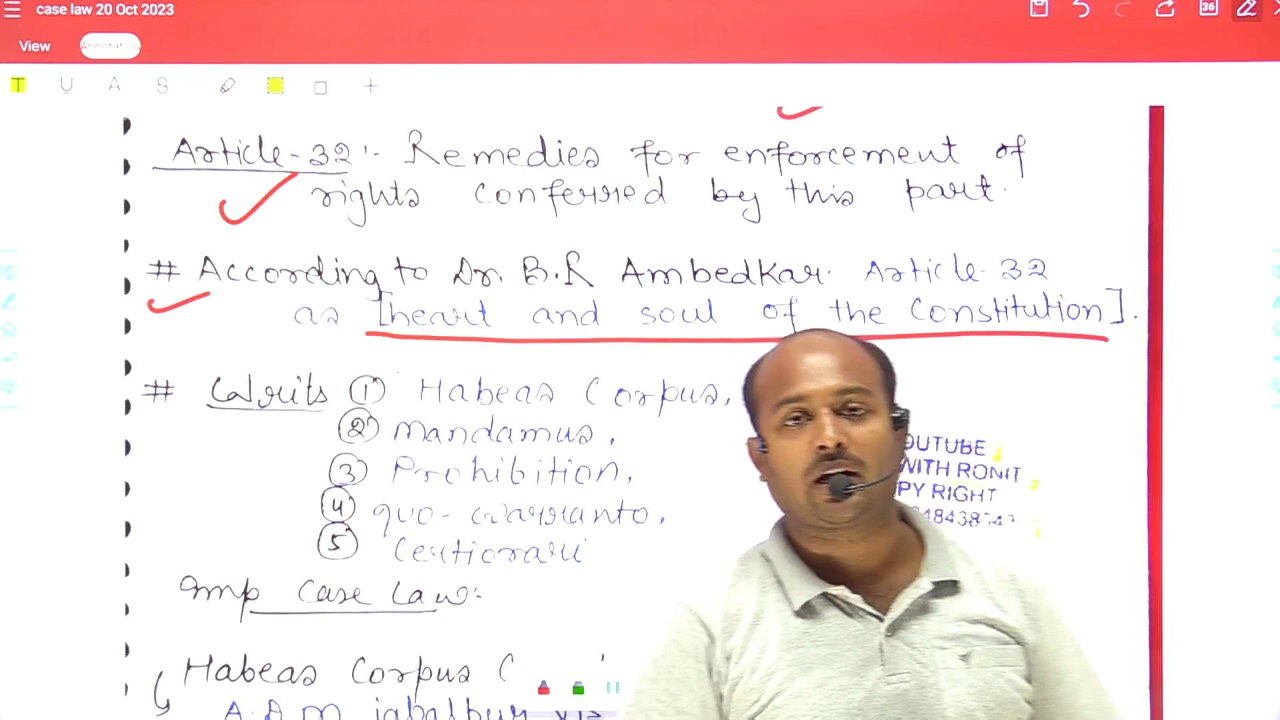 case law 20 Oct 2023
36
View
Annotation
T U A S
Article-32:- Remedies for enforcement of
rights conferred by this part.
# According to Dr. B.R Ambedkar. Article-32
as [heart and soul of the Constitution].
# Writs ① Habeas Corpus,
② Mandamus,
③ Prohibition,
④ quo-warranto,
⑤ Certiorari
OUTUBE
WITH RONIT
PY RIGHT
Imp Case Law:-
Habeas Corpus (
A.D.M jabalpur v/s